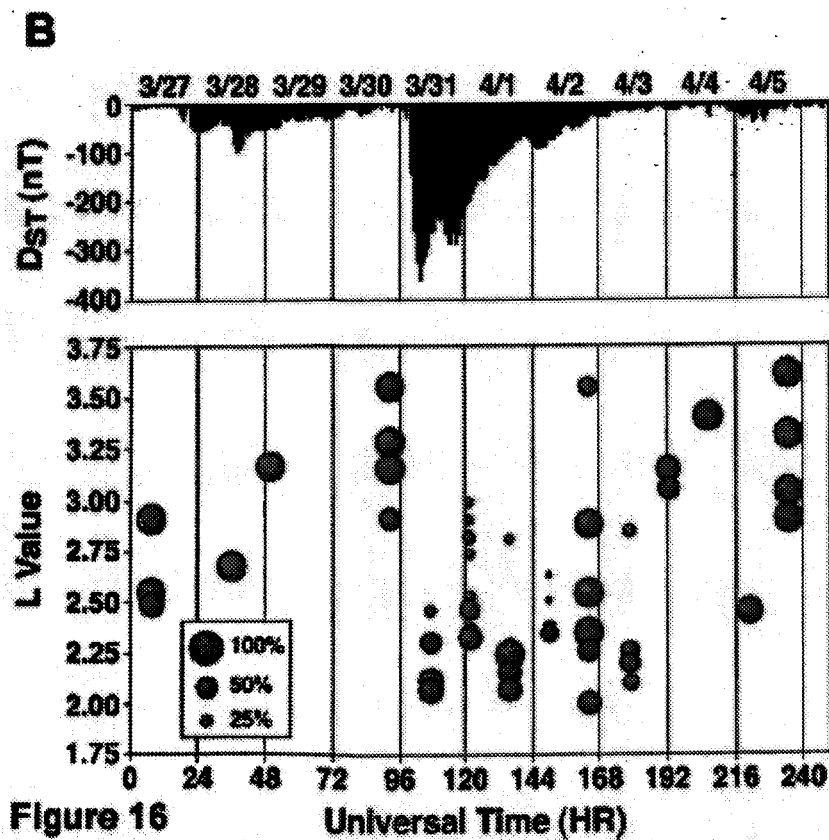 B
3/27 3/28 3/29 3/30 3/31 4/1 4/2 4/3 4/4 4/5
0
-100
-200
-300
-400
DST (nT)
3.75
3.50
3.25
3.00
2.75
2.50
2.25
2.00
1.75
L Value
100%
50%
25%
0 24 48 72 96 120 144 168 192 216 240
Figure 16 Universal Time (HR)